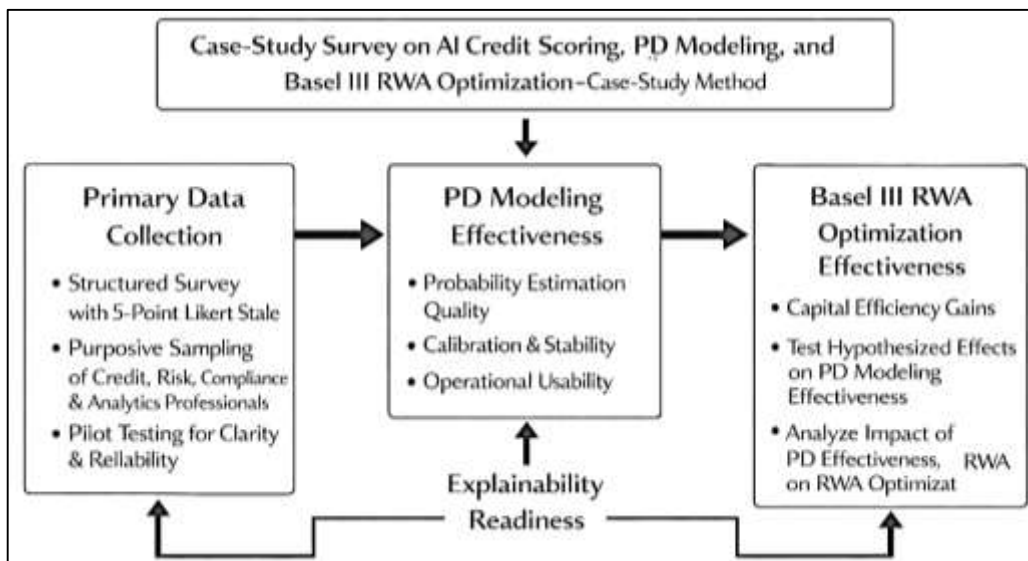 Case-Study Survey on AI Credit Scoring, PD Modeling, and
Basel III RWA Optimization–Case-Study Method
Primary Data
Collection
• Structured Survey
with 5-Point Likert Stale
• Purposive Sampling
of Credit, Risk, Compliance
& Analytics Professionals
• Pilot Testing for Clarity
& Rellability
PD Modeling
Effectiveness
• Probability Estimation
Quality
• Calibration & Stability
• Operational Usability
Basel III RWA
Optimization
Effectiveness
• Capital Efficiency Gains
• Test Hypothesized Effects
on PD Modeling
Effectiveness
• Analyze Impact of
PD Effectiveness, RWA
on RWA Optimizat
Explainability
Readiness